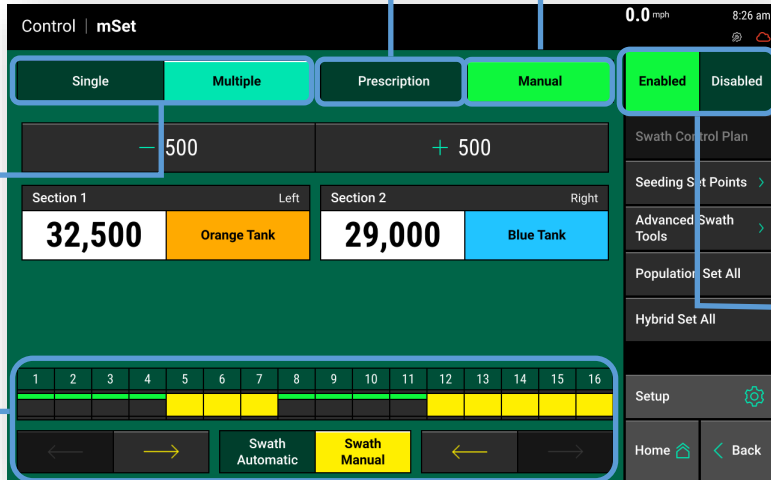 Control | mSet
0.0 mph 8:26 am
Single Multiple Prescription Manual Enabled Disabled
− 500 + 500
Swath Control Plan
Seeding Set Points >
Section 1 Left Section 2 Right
32,500 Orange Tank 29,000 Blue Tank
Advanced Swath
Tools >
Population Set All
Hybrid Set All
1 2 3 4 5 6 7 8 9 10 11 12 13 14 15 16
Setup
← → Swath
Automatic Swath
Manual ← →
Home < Back